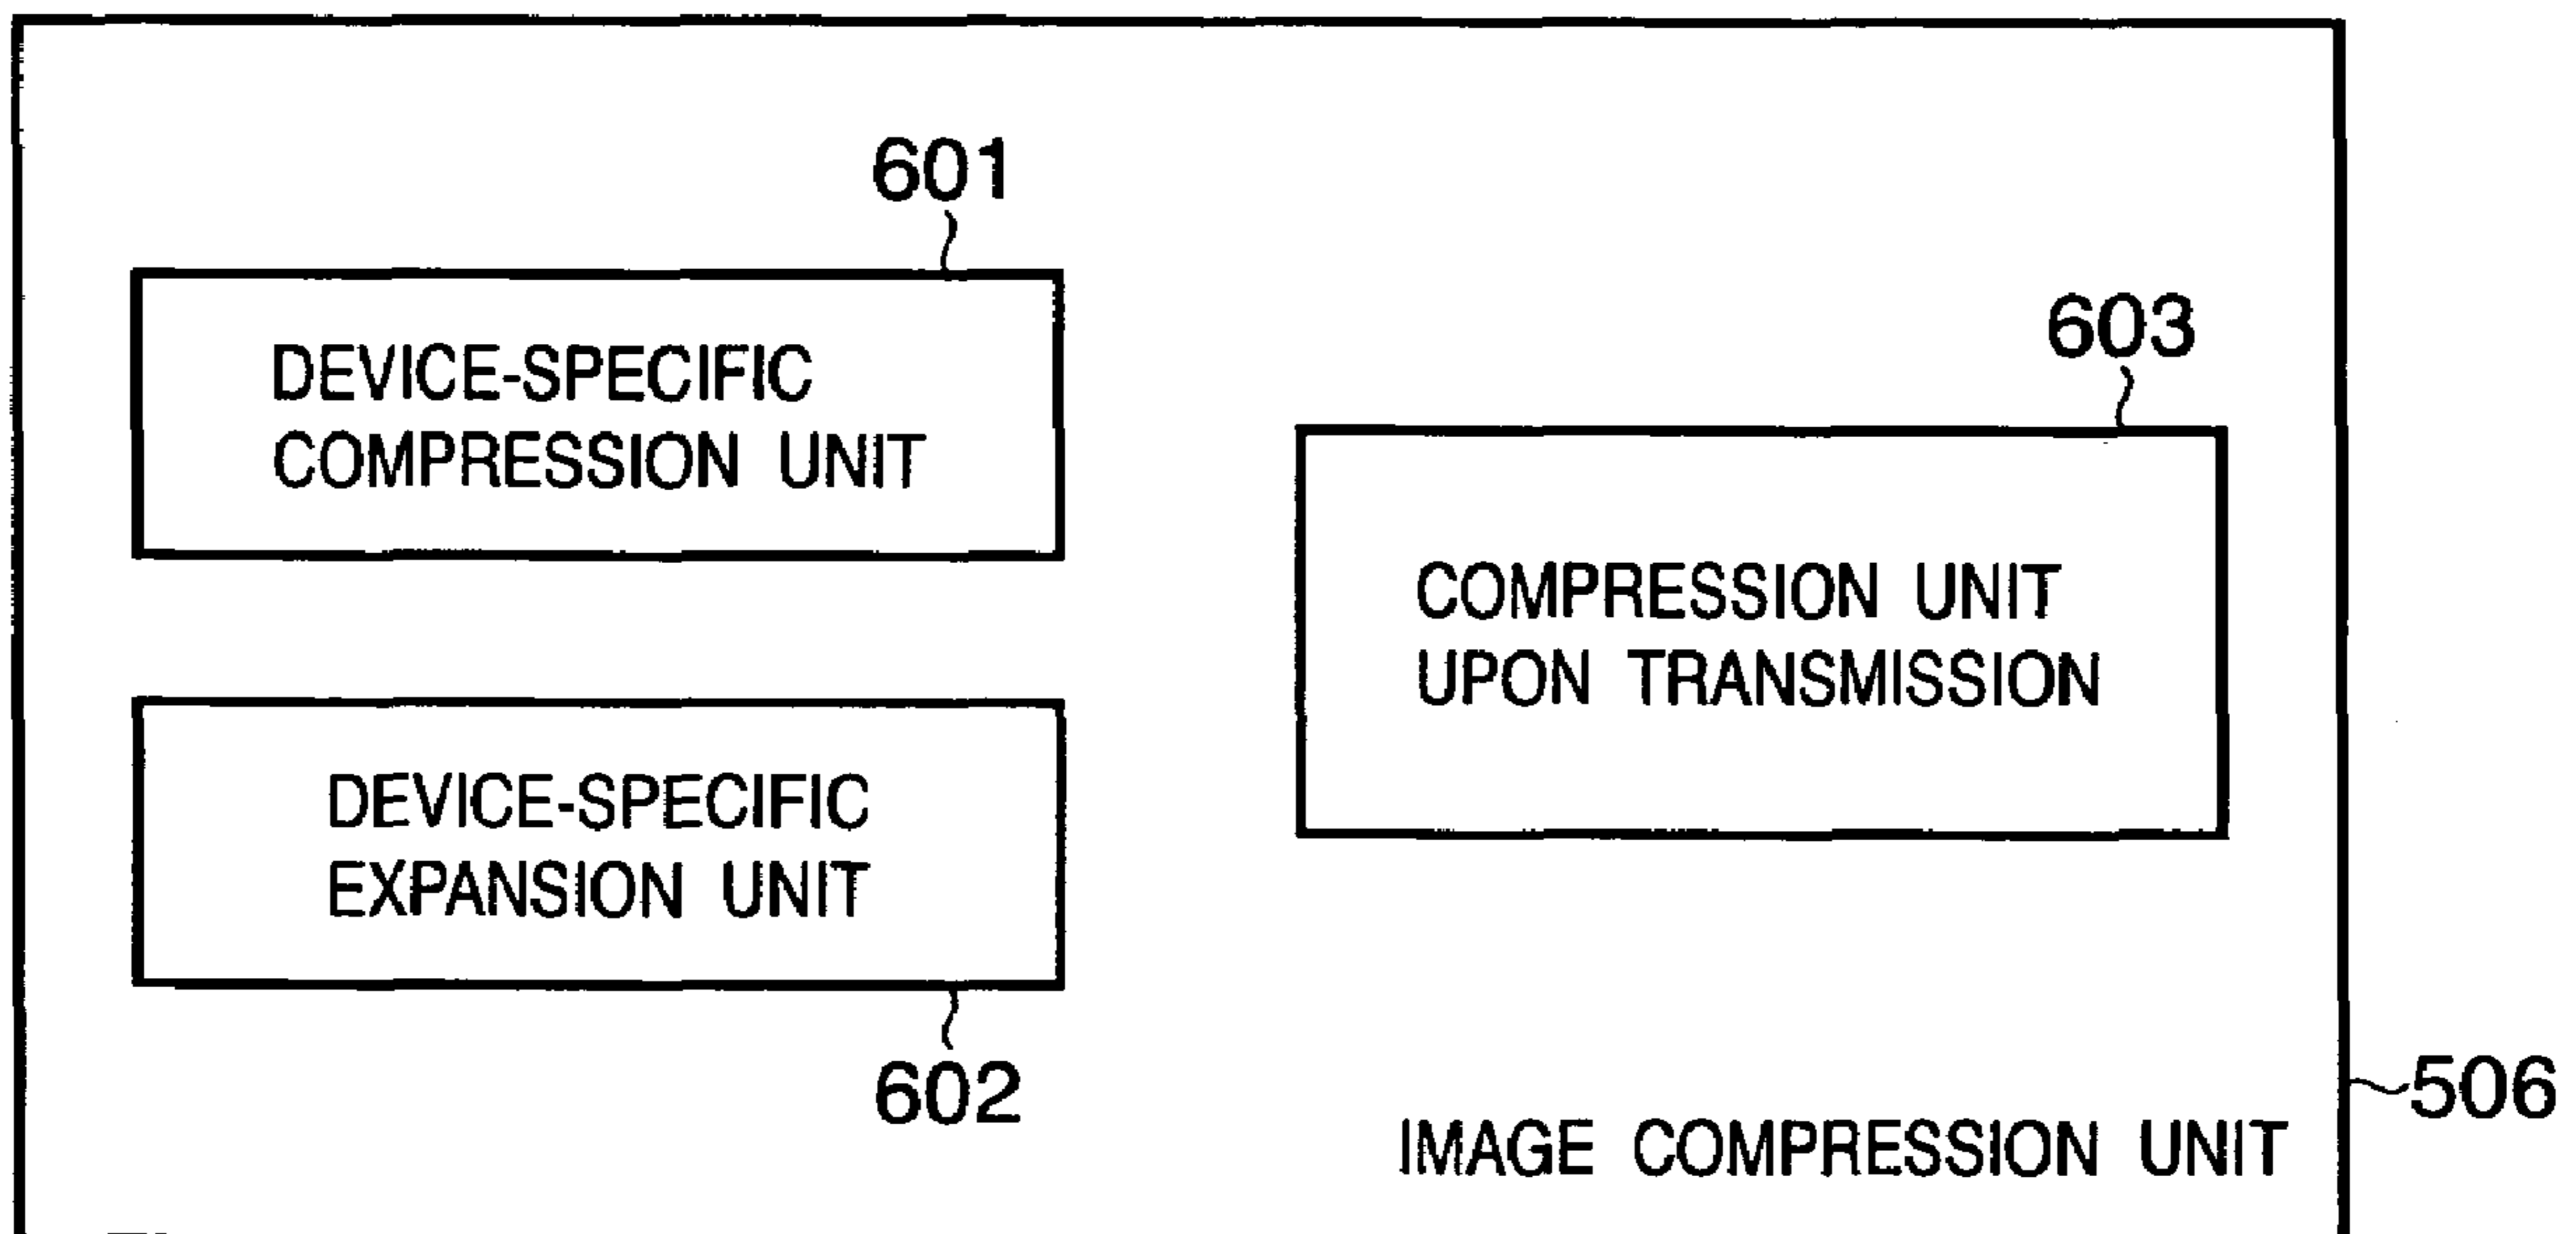 601
DEVICE-SPECIFIC
COMPRESSION UNIT
603
COMPRESSION UNIT
UPON TRANSMISSION
DEVICE-SPECIFIC
EXPANSION UNIT
602
506
IMAGE COMPRESSION UNIT